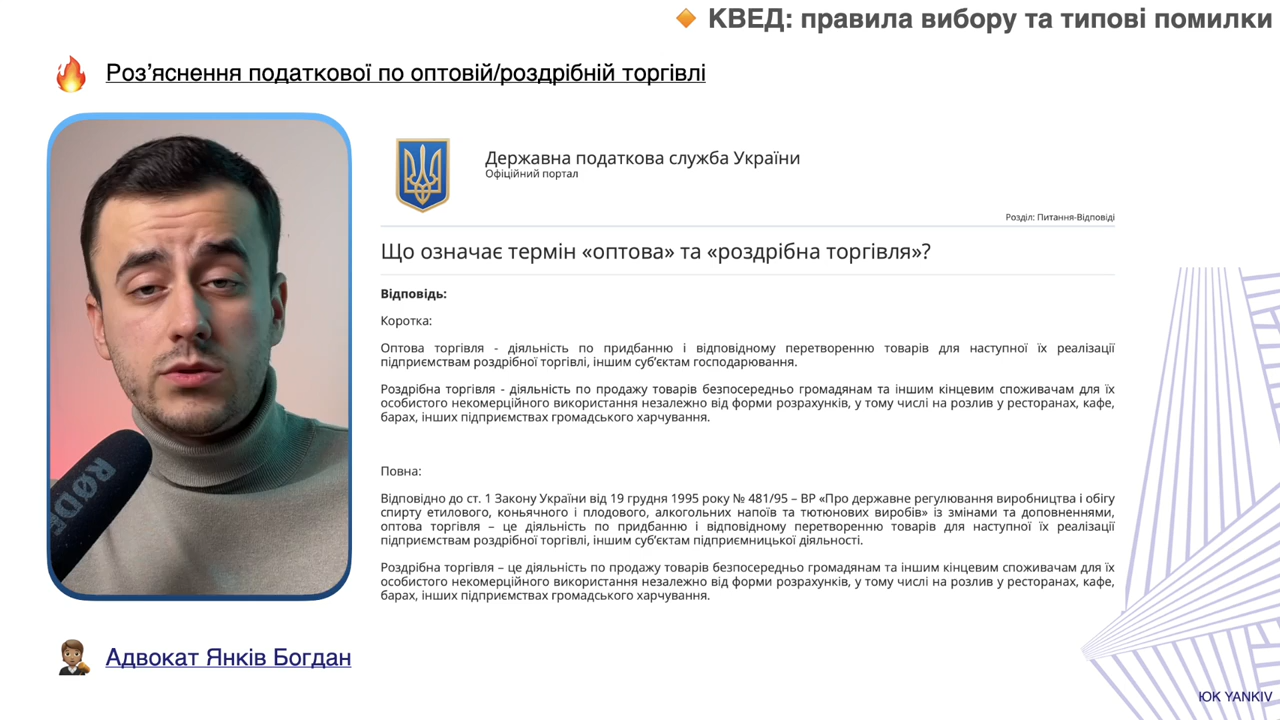 КВЕД: правила вибору та типові помилки
Роз’яснення податкової по оптовій/роздрібній торгівлі
Державна податкова служба України
Офіційний портал
Розділ: Питання-Відповіді
Що означає термін «оптова» та «роздрібна торгівля»?
Відповідь:
Коротка:
Оптова торгівля - діяльність по придбанню і відповідному перетворенню товарів для наступної їх реалізації
підприємствам роздрібної торгівлі, іншим суб’єктам господарювання.
Роздрібна торгівля - діяльність по продажу товарів безпосередньо громадянам та іншим кінцевим споживачам для їх
особистого некомерційного використання незалежно від форми розрахунків, у тому числі на розлив у ресторанах, кафе,
барах, інших підприємствах громадського харчування.
Повна:
Відповідно до ст. 1 Закону України від 19 грудня 1995 року № 481/95 – ВР «Про державне регулювання виробництва і обігу
спирту етилового, коньячного і плодового, алкогольних напоїв та тютюнових виробів» із змінами та доповненнями,
оптова торгівля – це діяльність по придбанню і відповідному перетворенню товарів для наступної їх реалізації
підприємствам роздрібної торгівлі, іншим суб’єктам підприємницької діяльності.
Роздрібна торгівля – це діяльність по продажу товарів безпосередньо громадянам та іншим кінцевим споживачам для їх
особистого некомерційного використання незалежно від форми розрахунків, у тому числі на розлив у ресторанах, кафе,
барах, інших підприємствах громадського харчування.
RØDE
Адвокат Янків Богдан
ЮК YANKIV